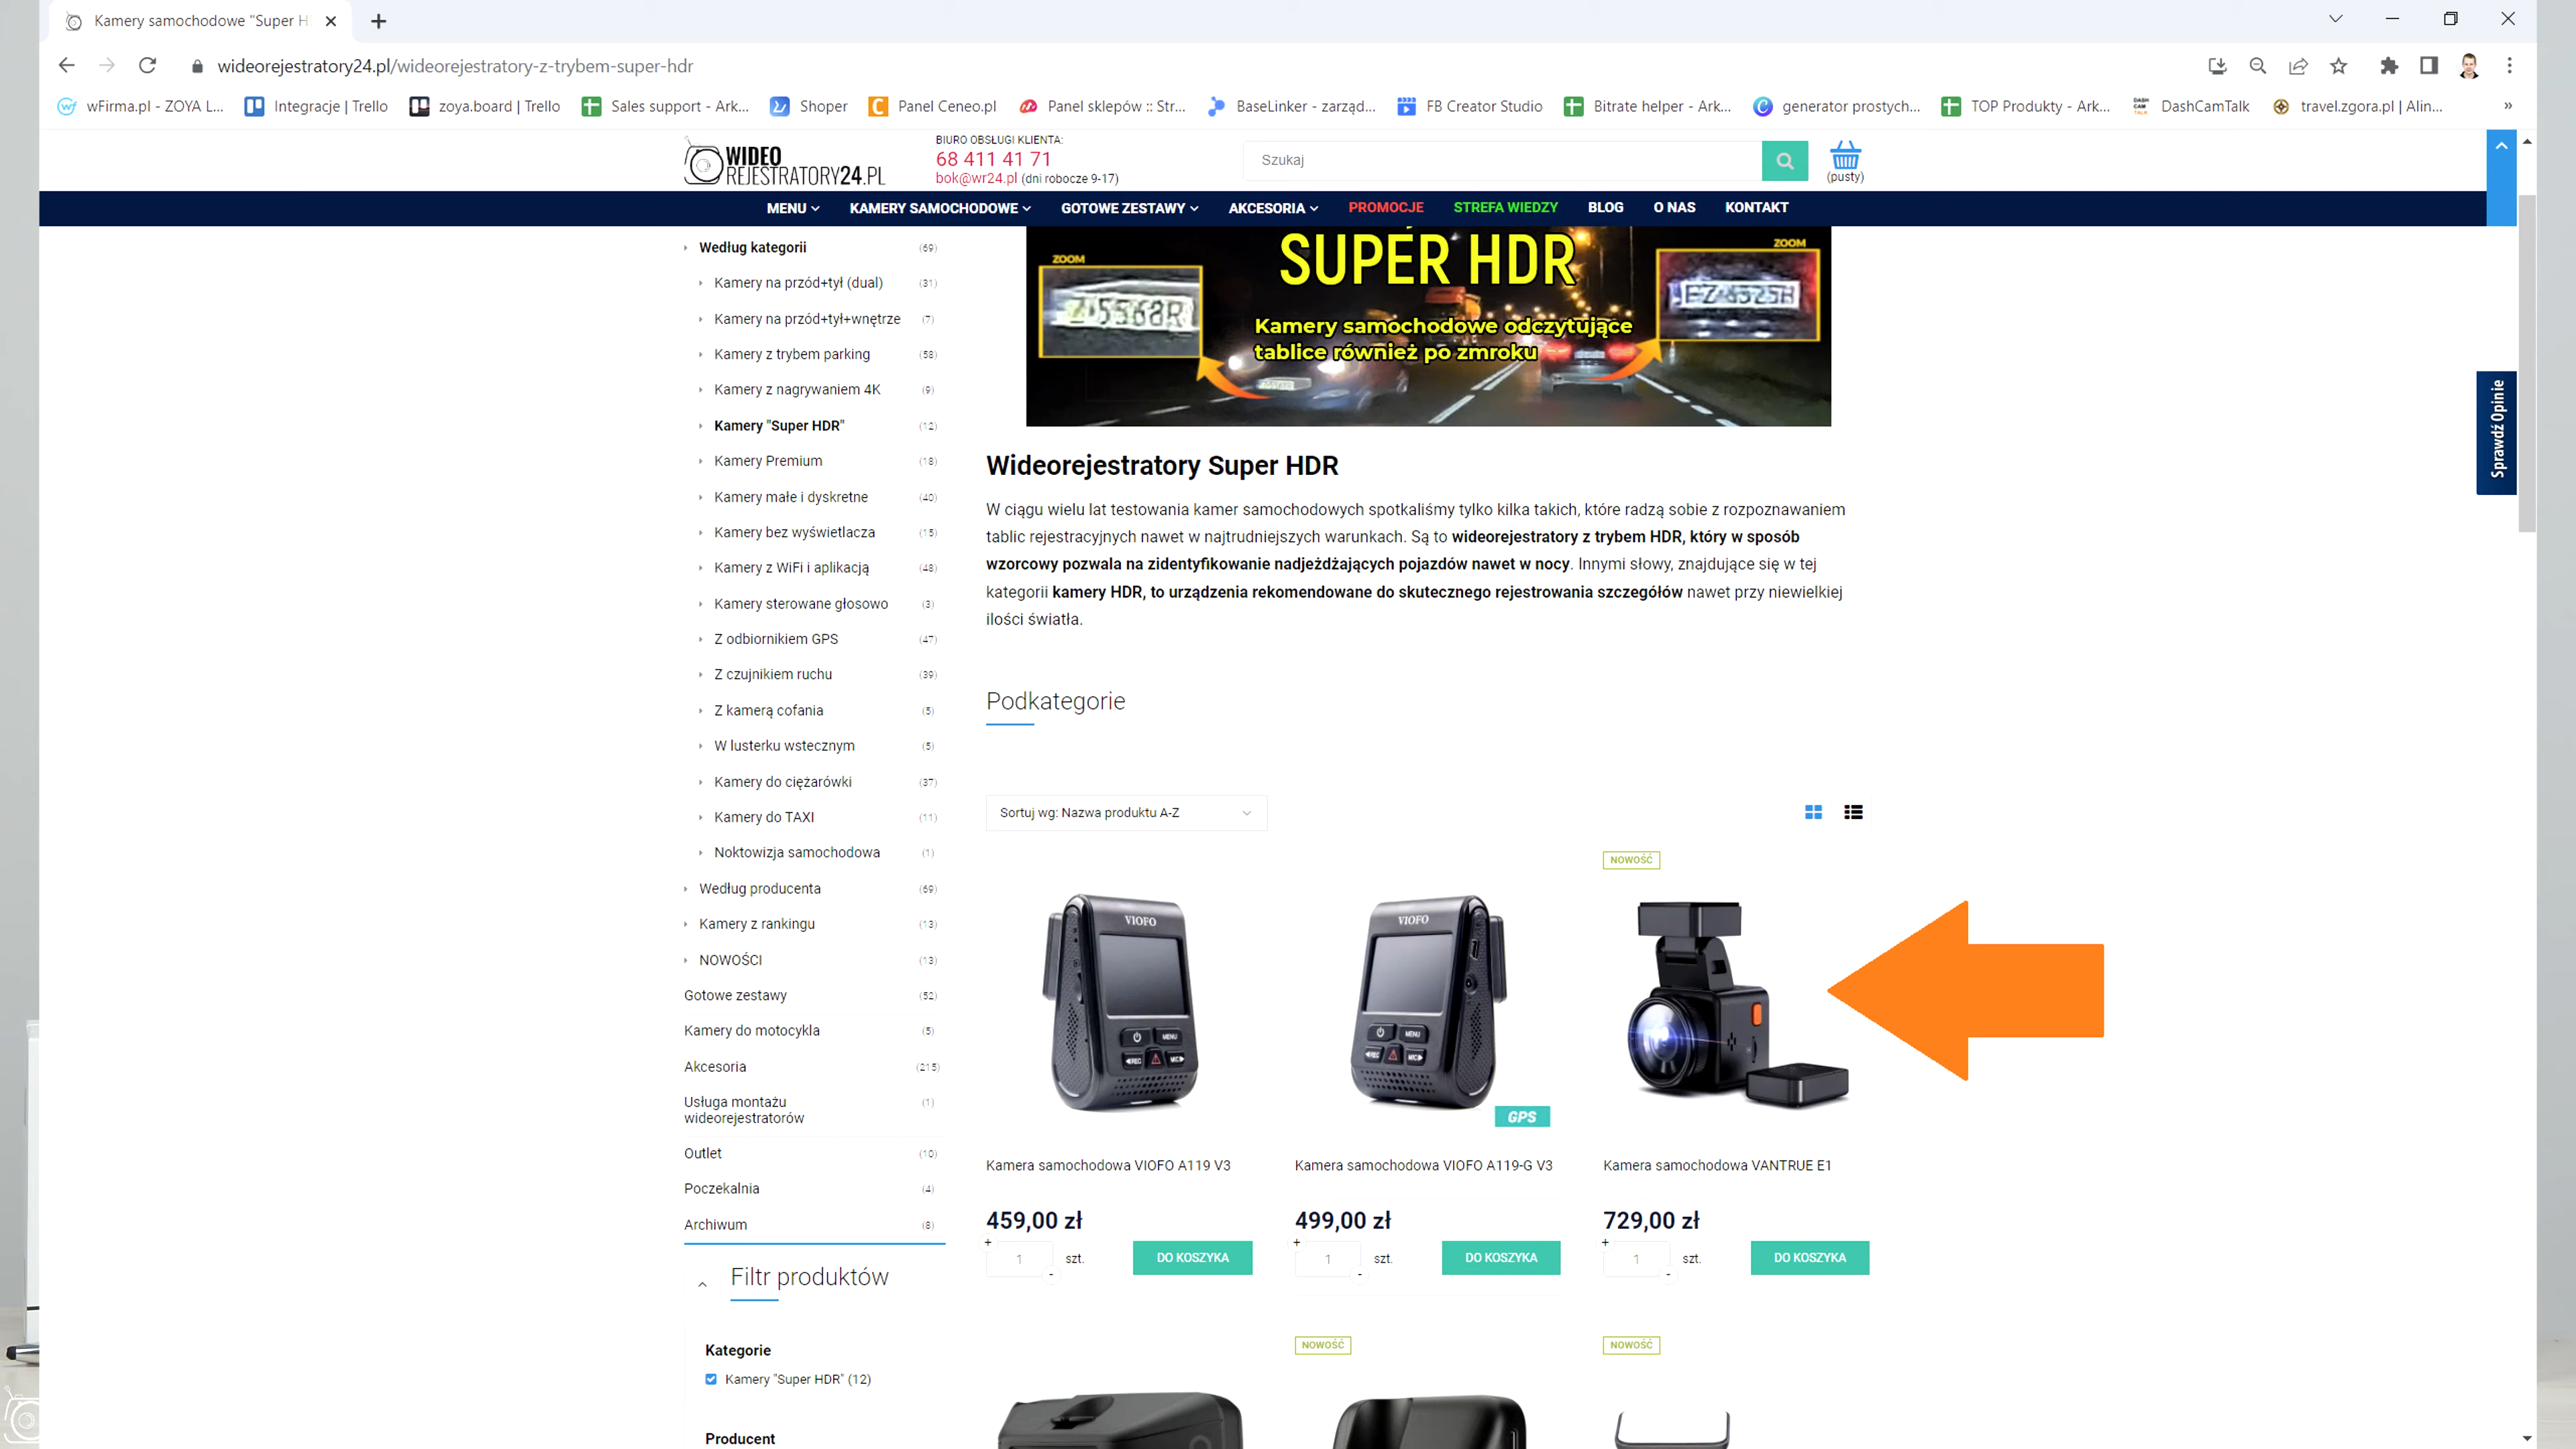 Kamery samochodowe "Super H
wideorejestratory24.pl/wideorejestratory-z-trybem-super-hdr
wFirma.pl - ZOYA L...
Integracje | Trello
zoya.board | Trello
Sales support - Ark...
Shoper
Panel Ceneo.pl
Panel sklepów :: Str...
BaseLinker - zarząd...
FB Creator Studio
Bitrate helper - Ark...
generator prostych...
TOP Produkty - Ark...
DashCamTalk
travel.zgora.pl | Alin...
WIDEO
REJESTRATORY24.PL
BIURO OBSŁUGI KLIENTA:
68 411 41 71
bok@wr24.pl (dni robocze 9-17)
Szukaj
(pusty)
MENU
KAMERY SAMOCHODOWE
GOTOWE ZESTAWY
AKCESORIA
PROMOCJE
STREFA WIEDZY
BLOG
O NAS
KONTAKT
Według kategorii (69)
Kamery na przód+tył (dual) (31)
Kamery na przód+tył+wnętrze (7)
Kamery z trybem parking (58)
Kamery z nagrywaniem 4K (9)
Kamery "Super HDR" (12)
Kamery Premium (18)
Kamery małe i dyskretne (40)
Kamery bez wyświetlacza (15)
Kamery z WiFi i aplikacją (48)
Kamery sterowane głosowo (3)
Z odbiornikiem GPS (47)
Z czujnikiem ruchu (39)
Z kamerą cofania (5)
W lusterku wstecznym (5)
Kamery do ciężarówki (37)
Kamery do TAXI (11)
Noktowizja samochodowa (1)
Według producenta (69)
Kamery z rankingu (13)
NOWOŚCI (13)
Gotowe zestawy (52)
Kamery do motocykla (5)
Akcesoria (215)
Usługa montażu (1)
wideorejestratorów
Outlet (10)
Poczekalnia (4)
Archiwum (8)
Filtr produktów
Kategorie
Kamery "Super HDR" (12)
Producent
SUPER HDR
ZOOM
ZOOM
Kamery samochodowe odczytujące
tablice również po zmroku
Sprawdź Opinie
Wideorejestratory Super HDR
W ciągu wielu lat testowania kamer samochodowych spotkaliśmy tylko kilka takich, które radzą sobie z rozpoznawaniem
tablic rejestracyjnych nawet w najtrudniejszych warunkach. Są to wideorejestratory z trybem HDR, który w sposób
wzorcowy pozwala na zidentyfikowanie nadjeżdżających pojazdów nawet w nocy. Innymi słowy, znajdujące się w tej
kategorii kamery HDR, to urządzenia rekomendowane do skutecznego rejestrowania szczegółów nawet przy niewielkiej
ilości światła.
Podkategorie
Sortuj wg: Nazwa produktu A-Z
NOWOŚĆ
VIOFO
MENU
REC
MIC
VIOFO
MENU
REC
MIC
GPS
Kamera samochodowa VIOFO A119 V3
459,00 zł
+ 1 - szt.
DO KOSZYKA
Kamera samochodowa VIOFO A119-G V3
499,00 zł
+ 1 - szt.
DO KOSZYKA
Kamera samochodowa VANTRUE E1
729,00 zł
+ 1 - szt.
DO KOSZYKA
NOWOŚĆ
NOWOŚĆ